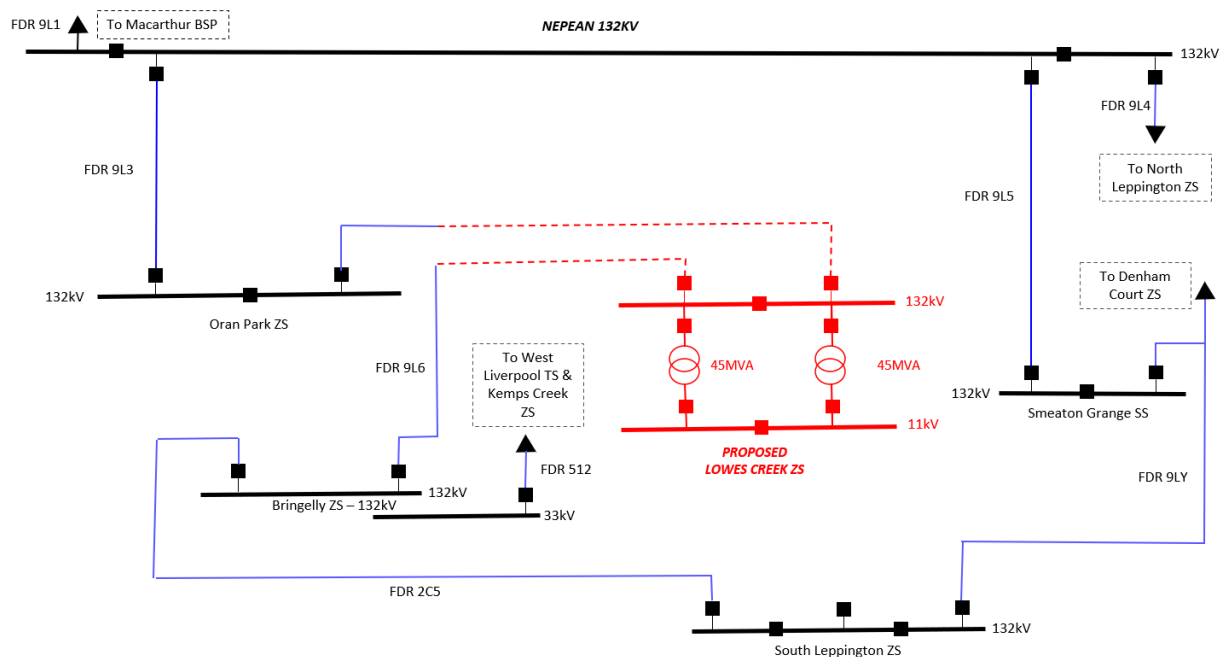 FDR 9L1
To Macarthur BSP
NEPEAN 132KV
132kV
FDR 9L4
To North
Leppington ZS
FDR 9L3
FDR 9L5
To Denham
Court ZS
132kV
Oran Park ZS
132kV
FDR 9L6
To West
Liverpool TS &
Kemps Creek
ZS
45MVA
45MVA
132kV
Smeaton Grange SS
11kV
PROPOSED
LOWES CREEK ZS
FDR 512
FDR 9LY
132kV
Bringelly ZS – 132kV
33kV
FDR 2C5
132kV
South Leppington ZS